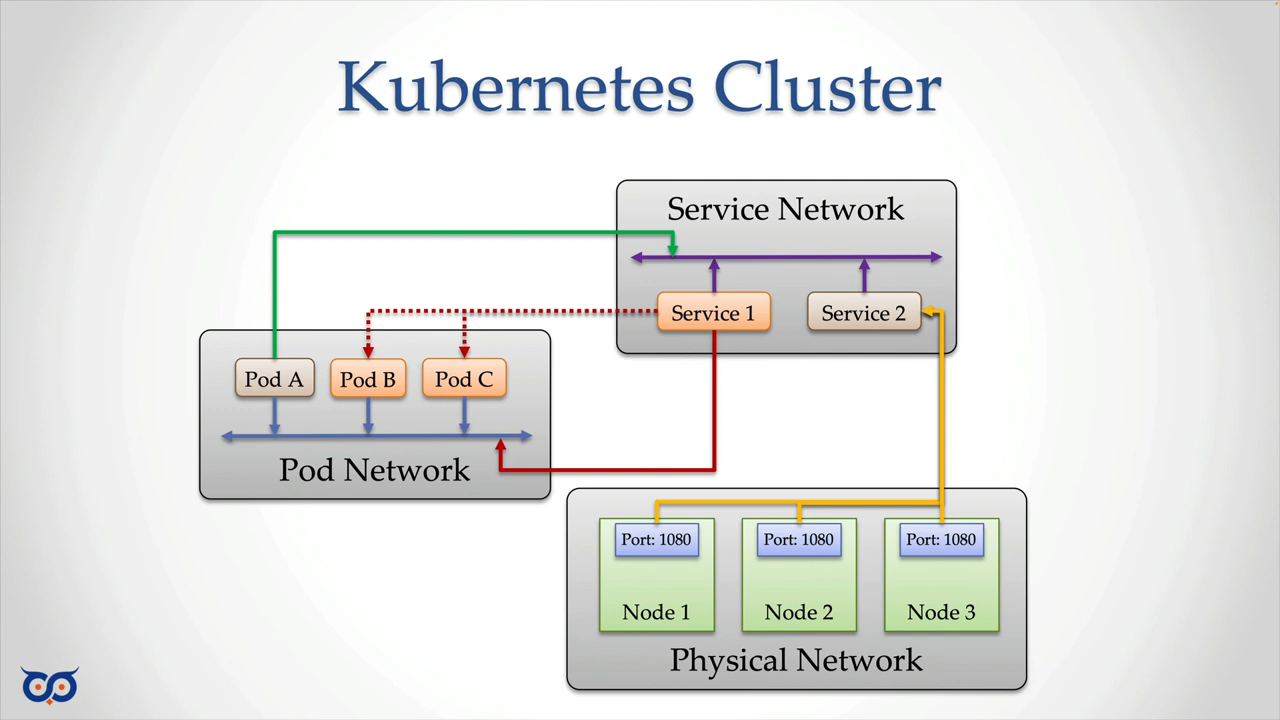 Kubernetes Cluster
Service Network
Service 1
Service 2
Pod A
Pod B
Pod C
Pod Network
Port: 1080
Port: 1080
Port: 1080
Node 1
Node 2
Node 3
Physical Network